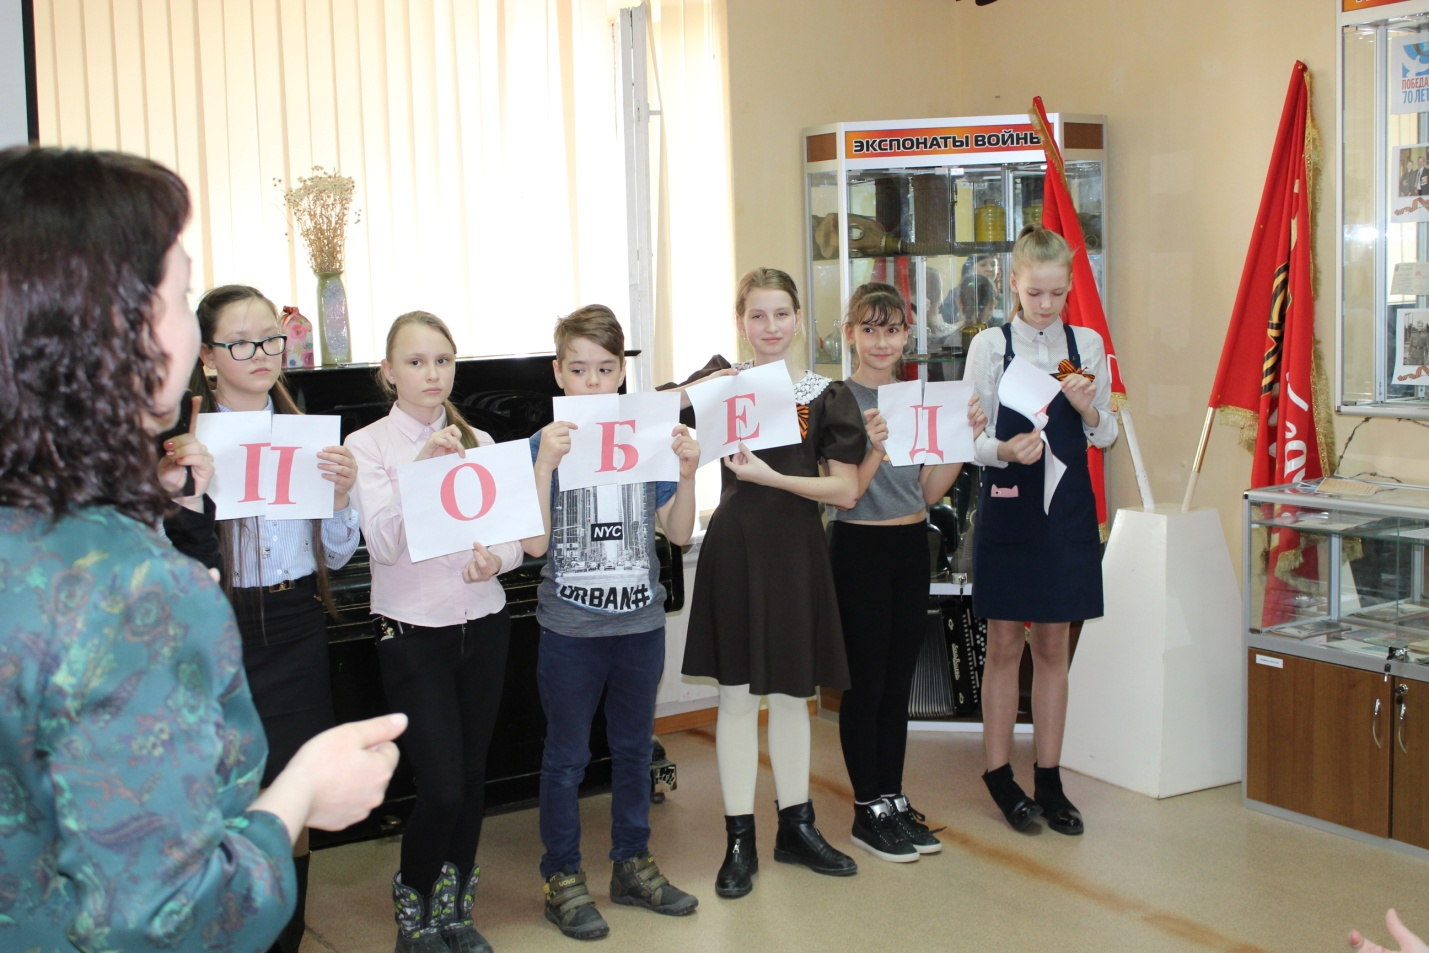 ЭКСПОНАТЫ ВОЙНЫ
ПОБЕДА
70 ЛЕТ
П О Б Е Д
NYC
URBAN#